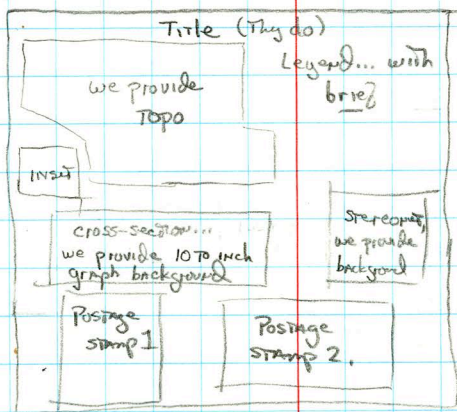 Title (They do)
we provide
Topo
Legend... with
brief
INSET
cross-section...
we provide 10 TO inch
graph background
stereonet,
we provide
background
Postage
stamp 1
Postage
stamp 2.